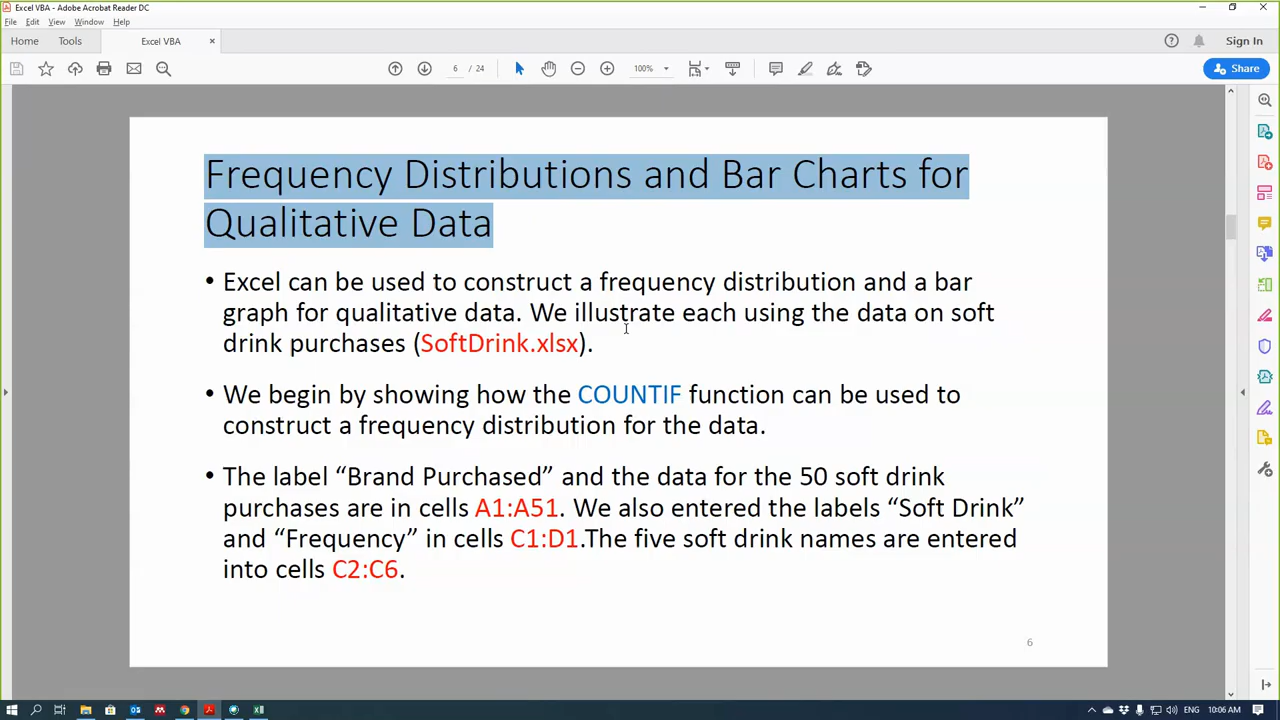 Excel VBA - Adobe Acrobat Reader DC
File Edit View Window Help
Home Tools Excel VBA × Sign In
6 / 24 100% Share
Frequency Distributions and Bar Charts for
Qualitative Data
• Excel can be used to construct a frequency distribution and a bar
graph for qualitative data. We illustrate each using the data on soft
drink purchases (SoftDrink.xlsx).
• We begin by showing how the COUNTIF function can be used to
construct a frequency distribution for the data.
• The label “Brand Purchased” and the data for the 50 soft drink
purchases are in cells A1:A51. We also entered the labels “Soft Drink”
and “Frequency” in cells C1:D1.The five soft drink names are entered
into cells C2:C6.
6
ENG 10:06 AM